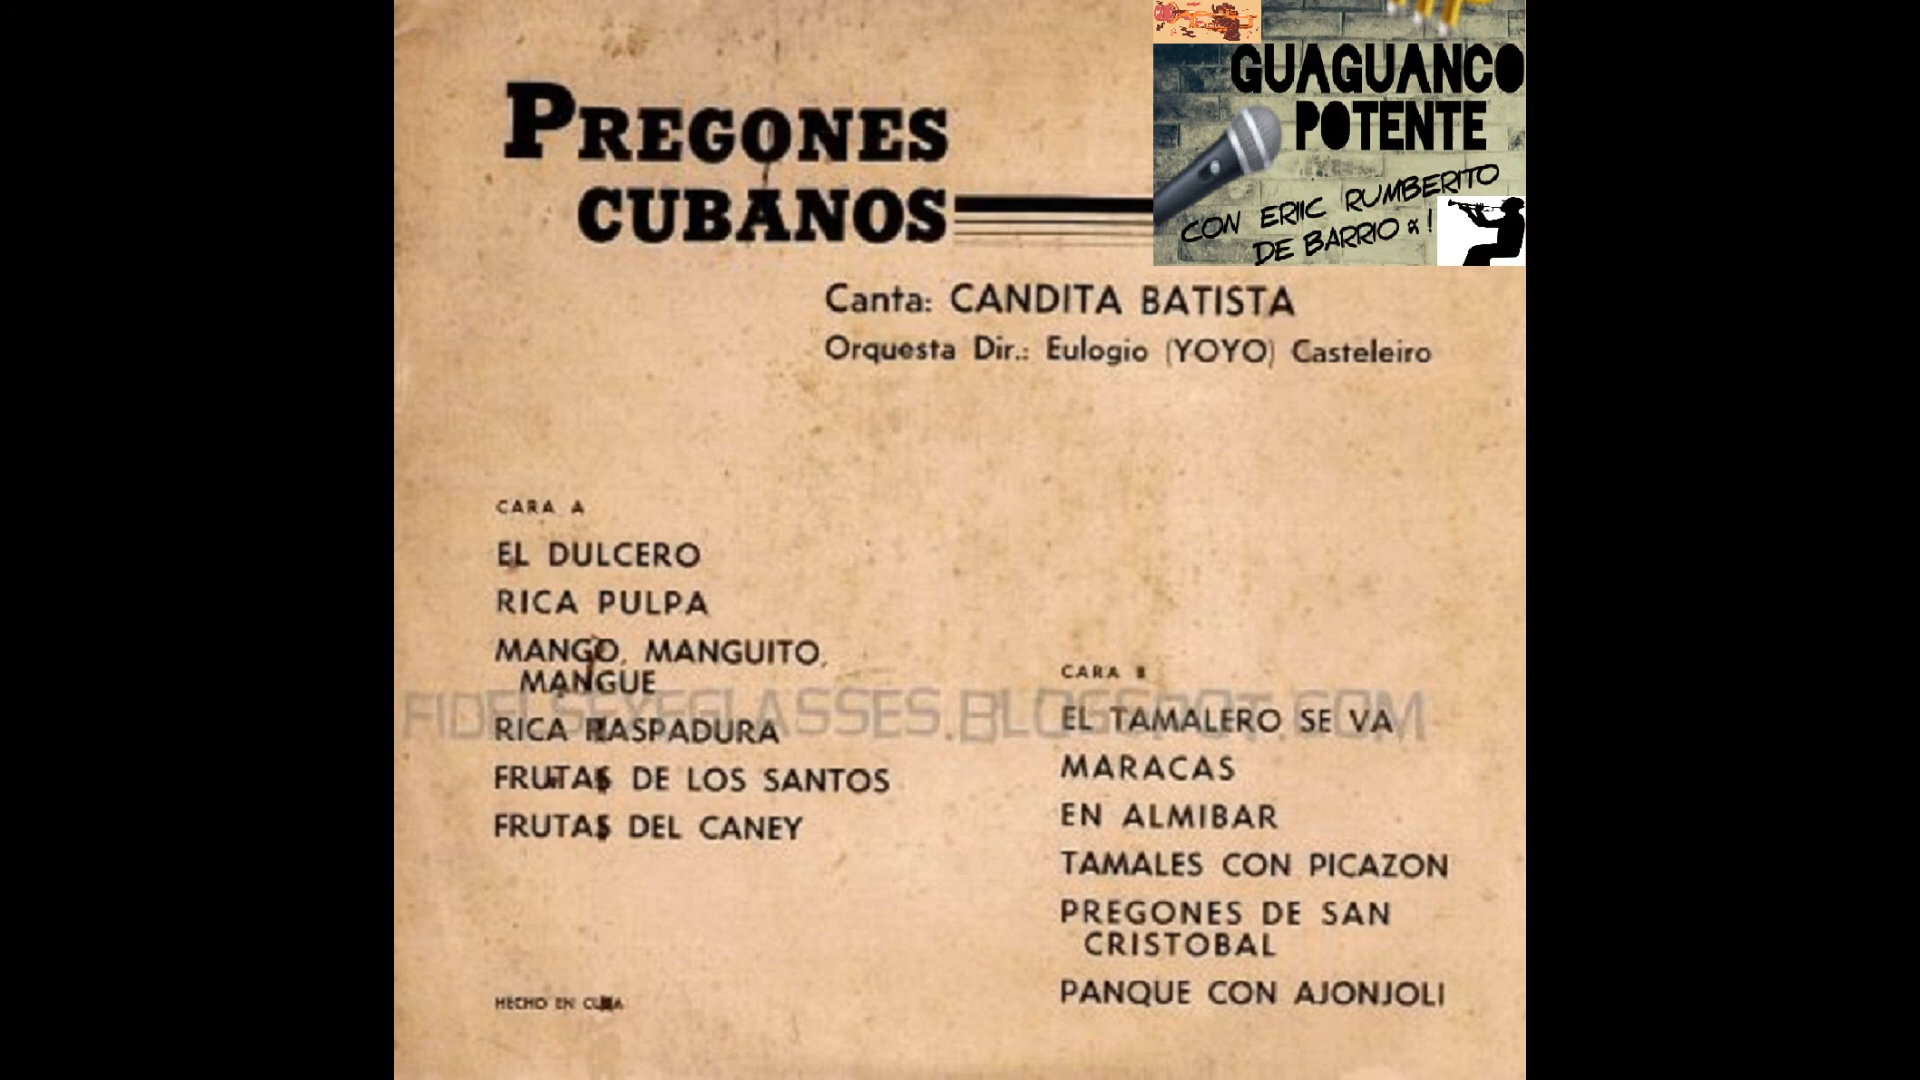 GUAGUANCO
POTENTE
CON ERIIC RUMBERITO
DE BARRIO ª!
PREGONES
CUBANOS
Canta: CANDITA BATISTA
Orquesta Dir.: Eulogio (YOYO) Casteleiro
CARA A
EL DULCERO
RICA PULPA
MANGO, MANGUITO,
MANGUE
RICA RASPADURA
FRUTAS DE LOS SANTOS
FRUTAS DEL CANEY
FIDELSEYEGLASSES.BLOGSPOT.COM
CARA B
EL TAMALERO SE VA
MARACAS
EN ALMIBAR
TAMALES CON PICAZON
PREGONES DE SAN
CRISTOBAL
PANQUE CON AJONJOLI
HECHO EN CUBA